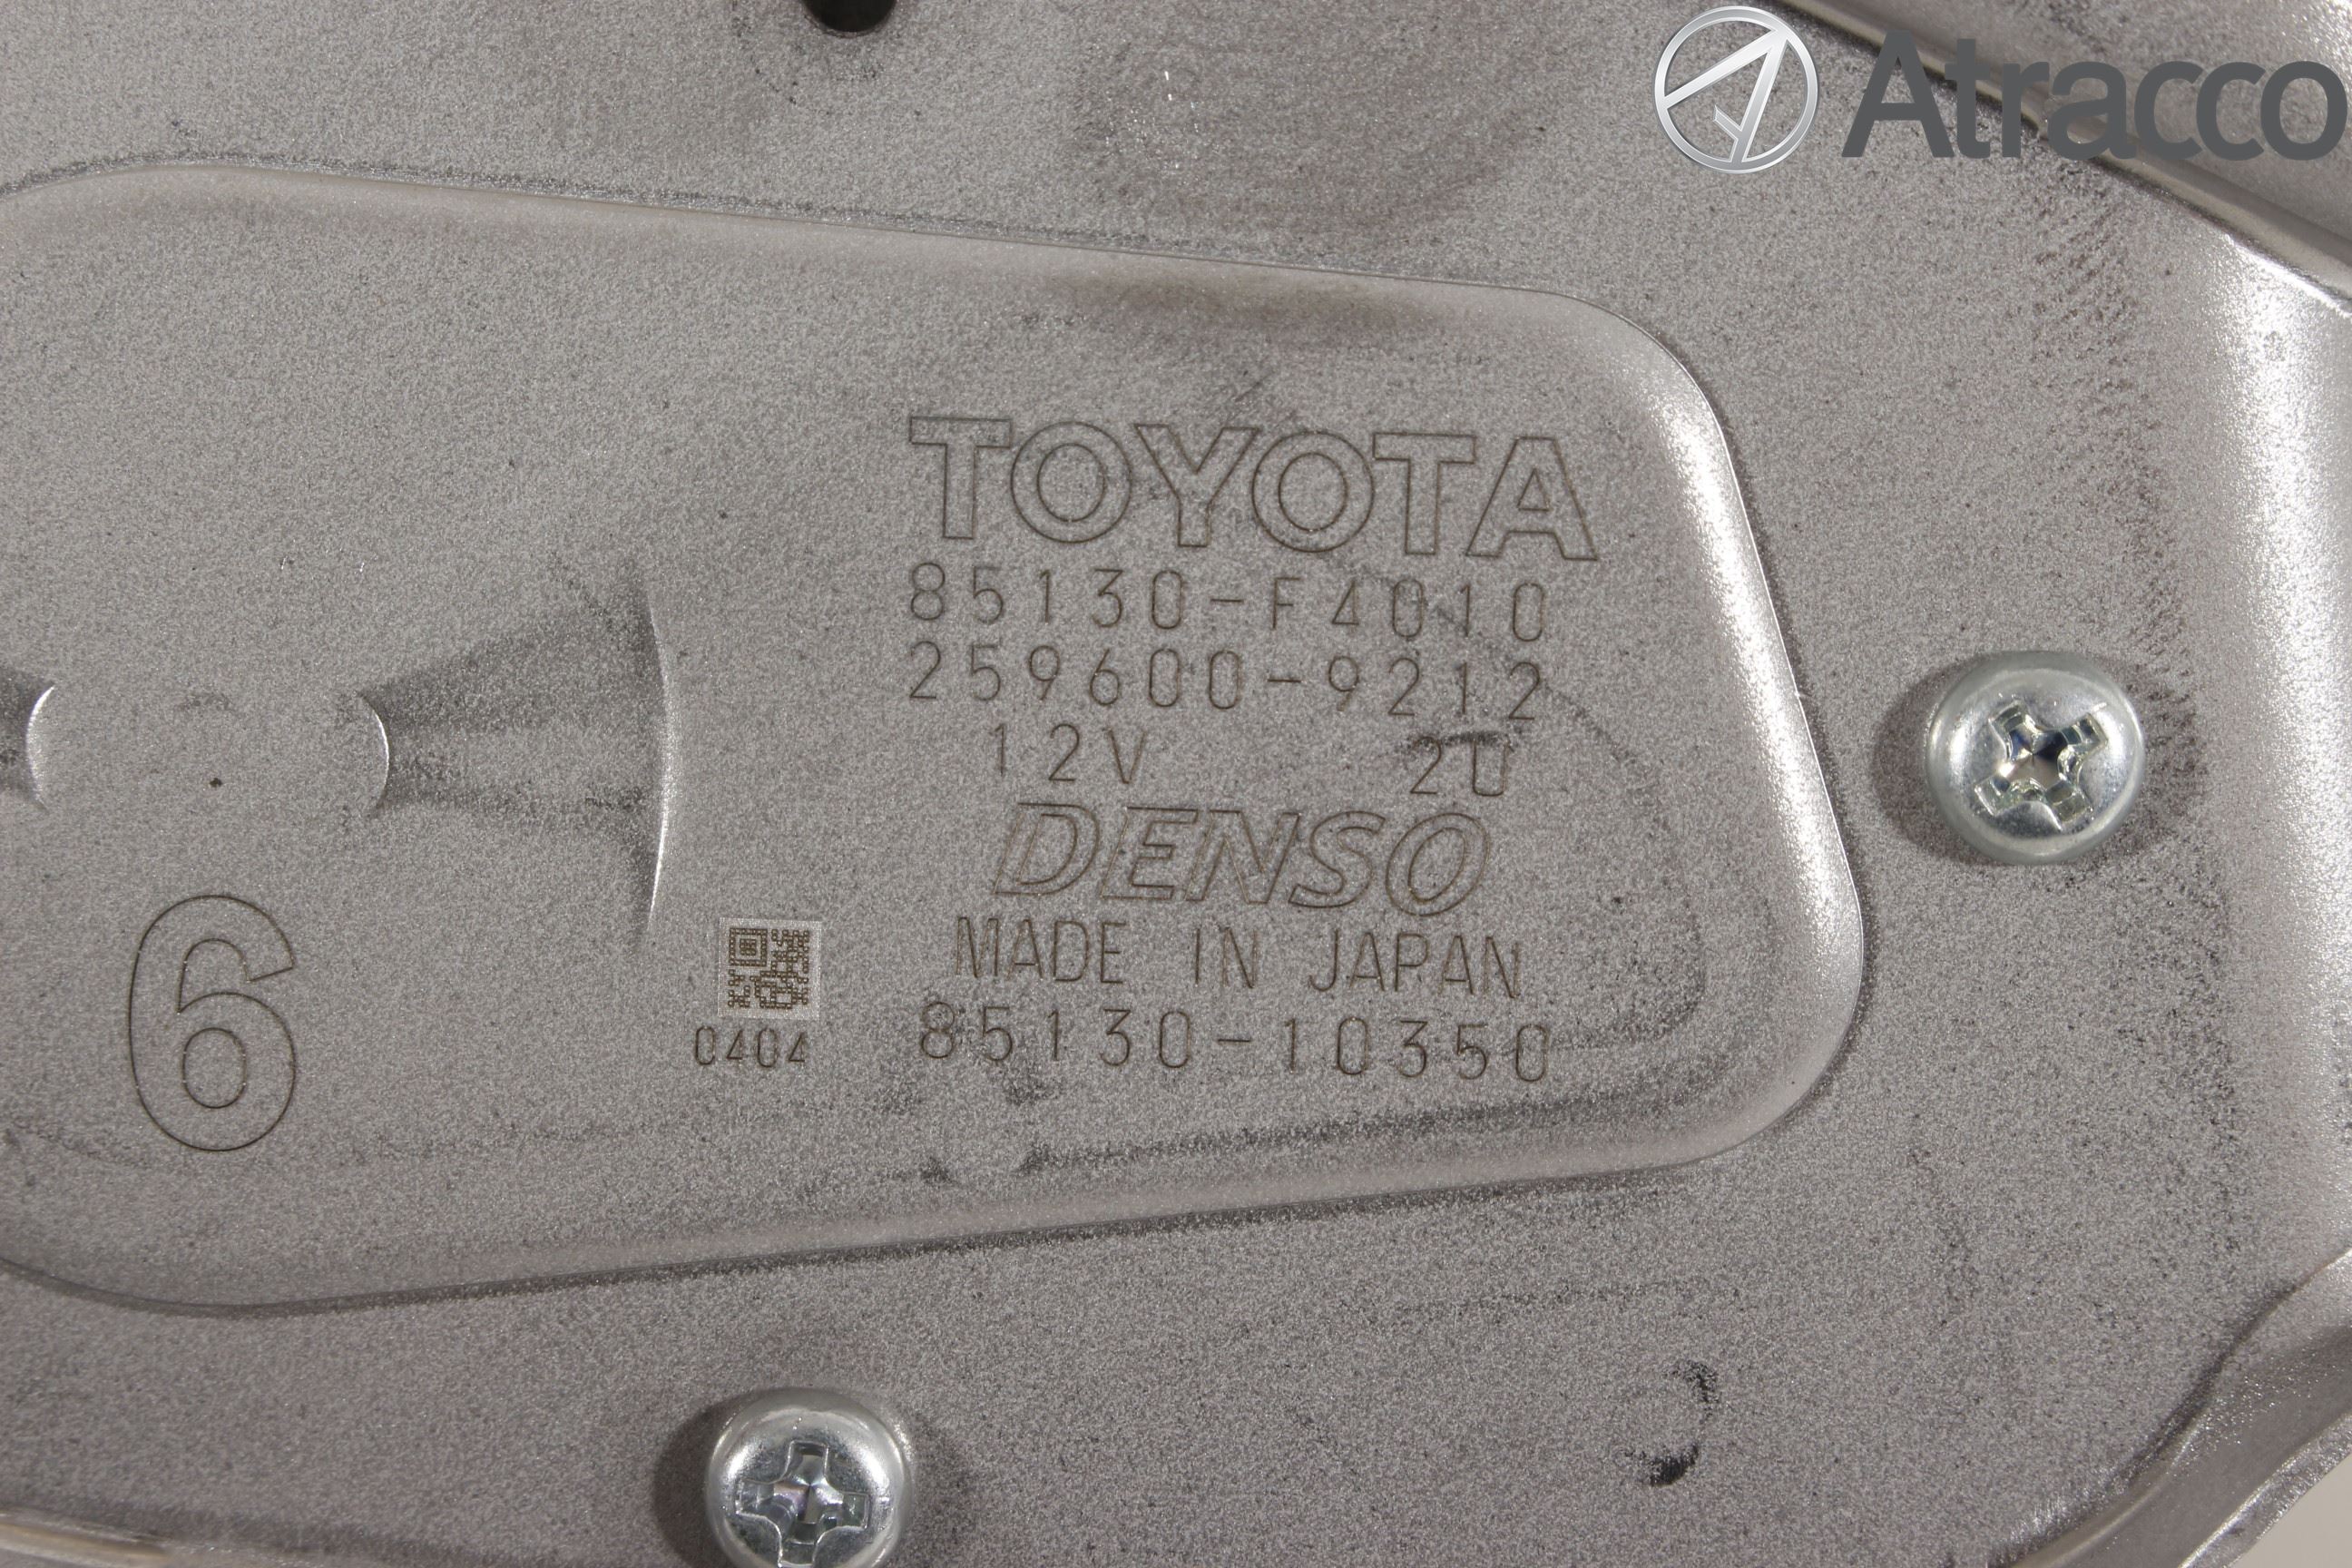 Atracco
TOYOTA
85130-F4010
259600-9212
12V 2U
DENSO
MADE IN JAPAN
85130-10350
0404
6